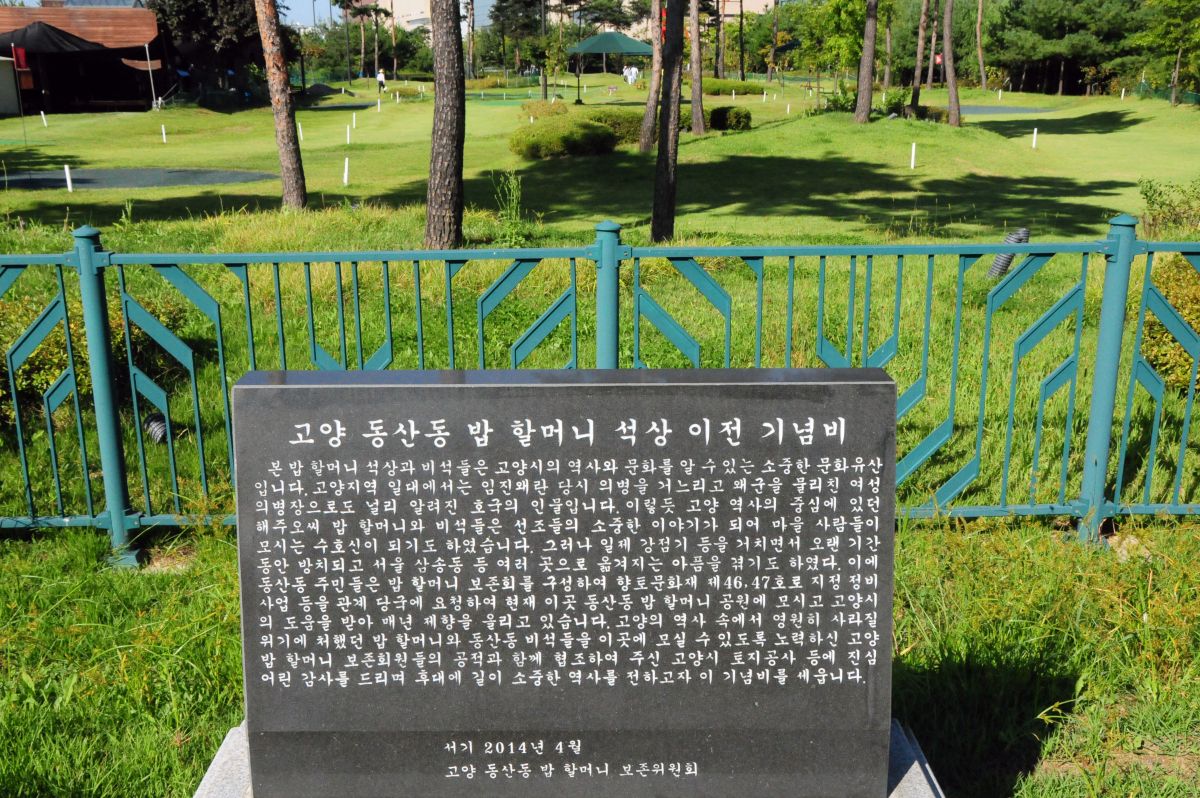 고양 동산동 밥 할머니 석상 이전 기념비
본 밥 할머니 석상과 비석들은 고양시의 역사와 문화를 알 수 있는 소중한 문화유산
입니다. 고양지역 일대에서는 임진왜란 당시 의병을 거느리고 왜군을 물리친 여성
의병장으로도 널리 알려진 호국의 인물입니다. 이렇듯 고양 역사의 중심에 있던
해주오씨 밥 할머니와 비석들은 선조들의 소중한 이야기가 되어 마을 사람들이
모시는 수호신이 되기도 하였습니다. 그러나 일제 강점기 등을 거치면서 오랜 기간
동안 방치되고 서울 삼송동 등 여러 곳으로 옮겨지는 아픔을 겪기도 하였다. 이에
동산동 주민들은 밥 할머니 보존회를 구성하여 향토문화재 제46.47호로 지정 정비
사업 등을 관계 당국에 요청하여 현재 이곳 동산동 밥 할머니 공원에 모시고 고양시
의 도움을 받아 매년 제향을 올리고 있습니다. 고양의 역사 속에서 영원히 사라질
위기에 처했던 밥 할머니와 동산동 비석들을 이곳에 모실 수 있도록 노력하신 고양
밥 할머니 보존회원들의 공적과 함께 협조하여 주신 고양시 토지공사 등에 진심
어린 감사를 드리며 후대에 길이 소중한 역사를 전하고자 이 기념비를 세웁니다.
서기 2014년 4월
고양 동산동 밥 할머니 보존위원회